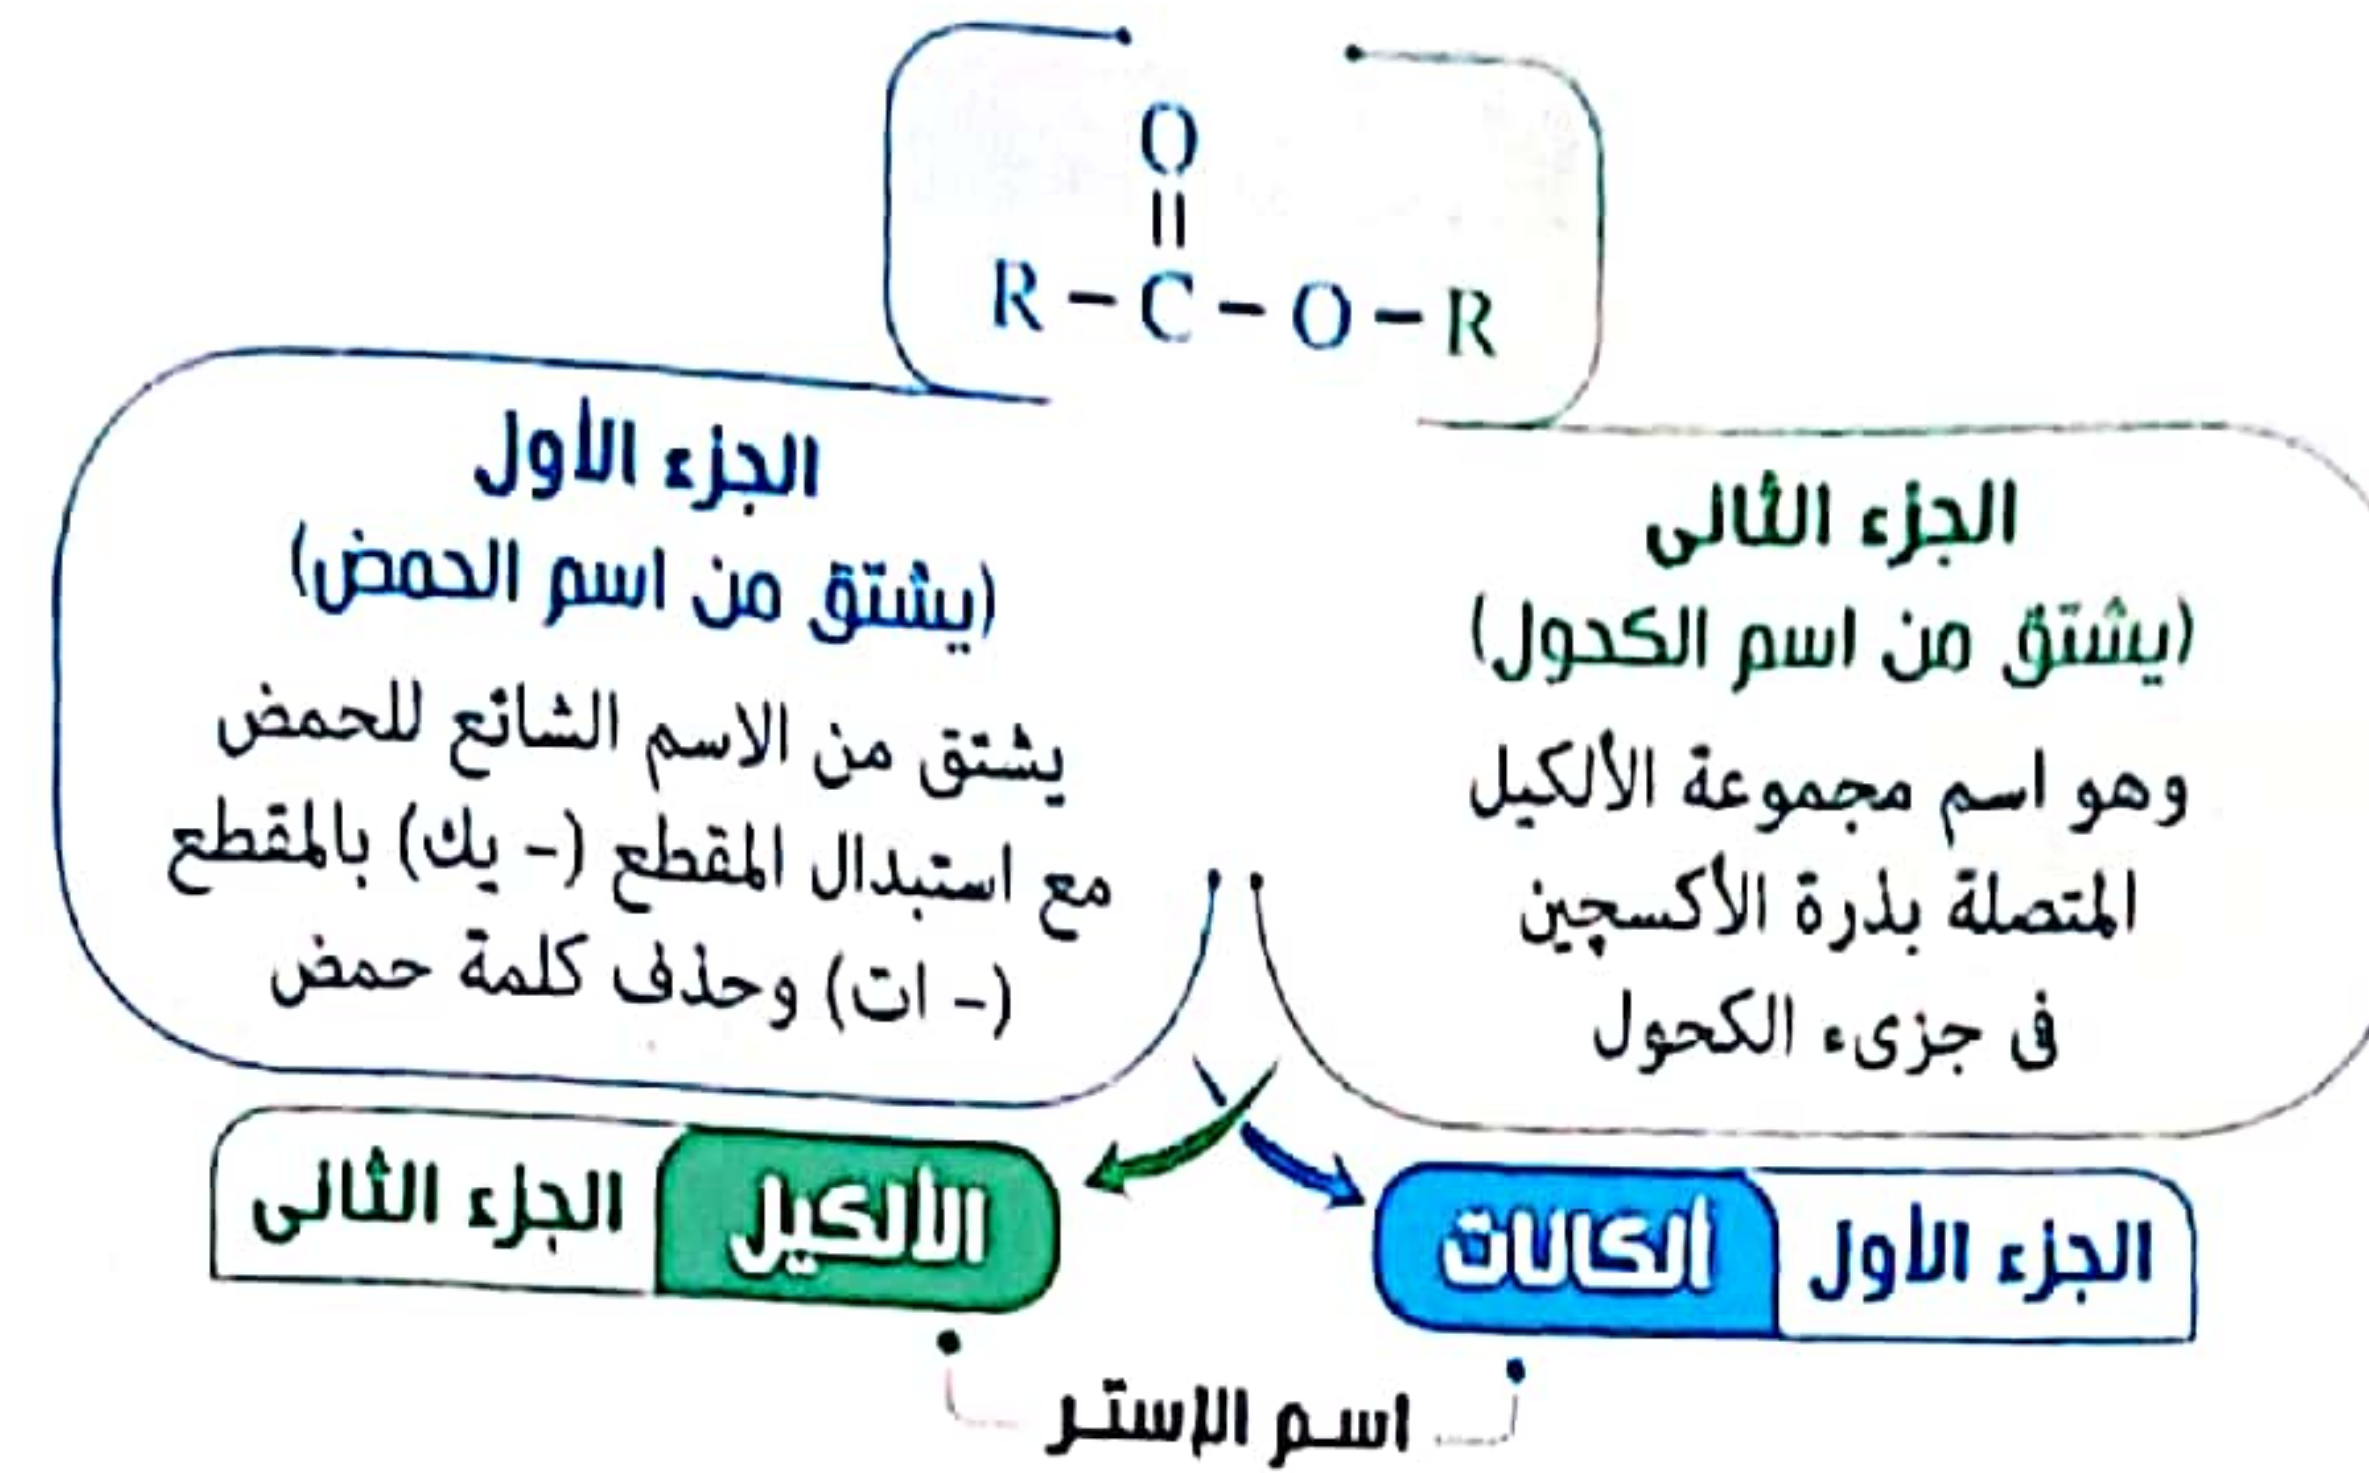 O
||
R – C – O – R
الجزء الأول
(يشتق من اسم الحمض)
يشتق من الاسم الشائع للحمض
مع استبدال المقطع (- يك) بالمقطع
(- ات) وحذف كلمة حمض
الجزء الثانى
(يشتق من اسم الكحول)
وهو اسم مجموعة الألكيل
المتصلة بذرة الأكسچين
فى جزىء الكحول
الجزء الأول ألكانات
الألكيل الجزء الثانى
اسم الإستر